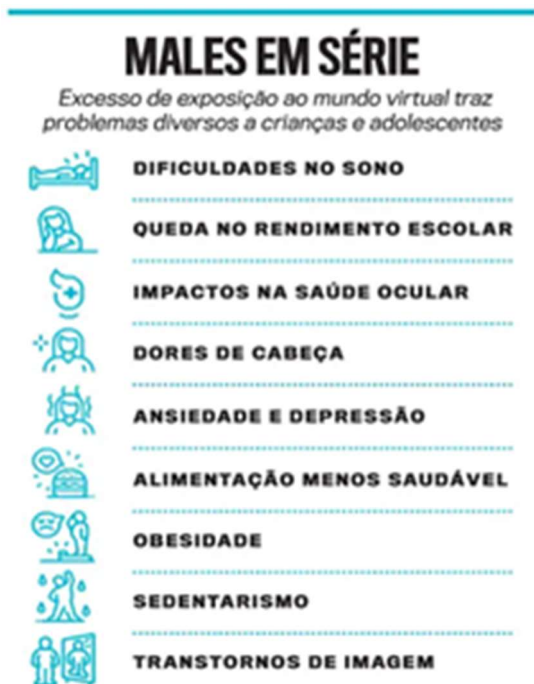 MALES EM SÉRIE
Excesso de exposição ao mundo virtual traz
problemas diversos a crianças e adolescentes
DIFICULDADES NO SONO
QUEDA NO RENDIMENTO ESCOLAR
IMPACTOS NA SAÚDE OCULAR
DORES DE CABEÇA
ANSIEDADE E DEPRESSÃO
ALIMENTAÇÃO MENOS SAUDÁVEL
OBESIDADE
SEDENTARISMO
TRANSTORNOS DE IMAGEM